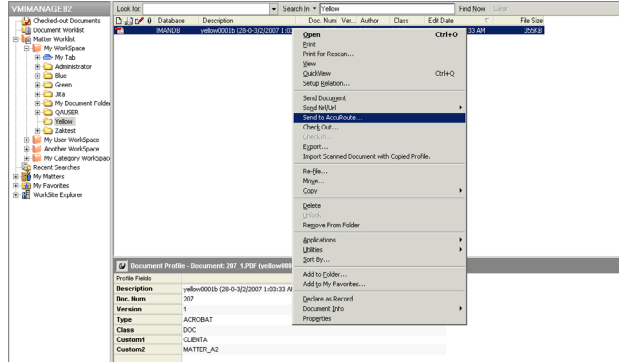 VMIMANAGE82
Look for:
Search In
Yellow
Find Now
Clear
Checked-out Documents
Document Worklist
Matter Worklist
My WorkSpace
My Tab
Administrator
Blue
Green
Jita
My Document Folder
QAUSER
Yellow
Zaktest
My User WorkSpace
Another WorkSpace
My Category WorkSpac
Recent Searches
My Matters
My Favorites
WorkSite Explorer
Database Description Doc. Num Ver... Author Class Edit Date File Size
IMANDB yellow0001b (28-0-3/2/2007 1:03 33 AM 355KB
Open Ctrl+O
Print
Print for Rescan...
View
QuickView Ctrl+Q
Setup Relation...
Send Document
Send Nrl/Url
Send to AccuRoute...
Check Out...
Check in...
Export...
Import Scanned Document with Copied Profile.
Re-file...
Move...
Copy
Delete
Unlock
Remove From Folder
Applications
Utilities
Sort By...
Add to Folder...
Add to My Favorites...
Declare as Record
Document Info
Properties
Document Profile - Document: 207_1.PDF (yellow000
Profile Fields
Description yellow0001b (28-0-3/2/2007 1:03:33 AM
Doc. Num 207
Version 1
Type ACROBAT
Class DOC
Custom1 CLIENTA
Custom2 MATTER_A2